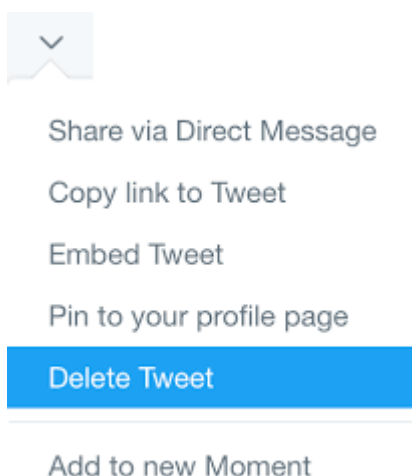 Share via Direct Message
Copy link to Tweet
Embed Tweet
Pin to your profile page
Delete Tweet
Add to new Moment